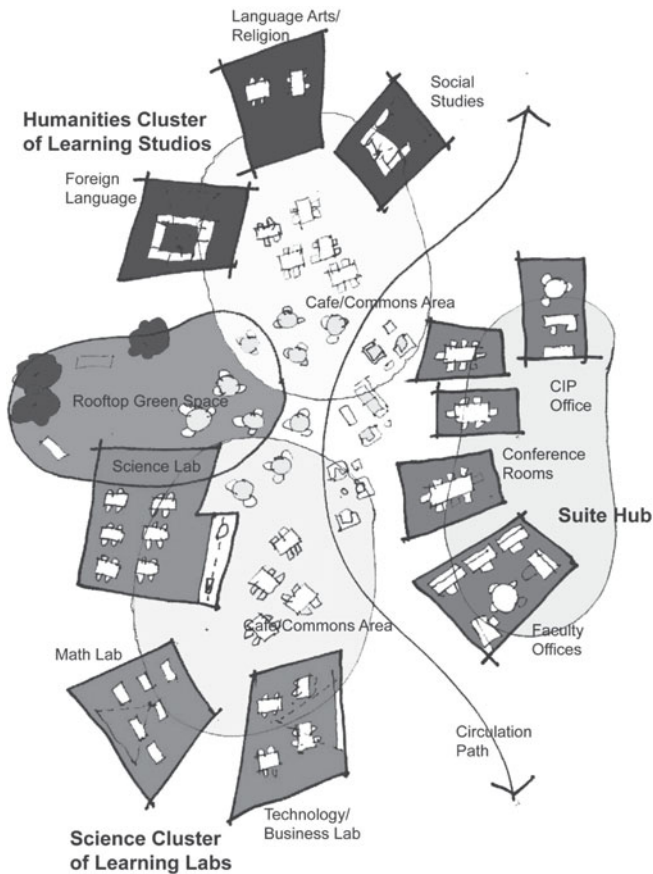 Language Arts/
Religion
Social
Studies
Humanities Cluster
of Learning Studios
Foreign
Language
Cafe/Commons Area
CIP
Office
Rooftop Green Space
Conference
Rooms
Science Lab
Suite Hub
Cafe/Commons Area
Faculty
Offices
Math Lab
Circulation
Path
Technology/
Business Lab
Science Cluster
of Learning Labs